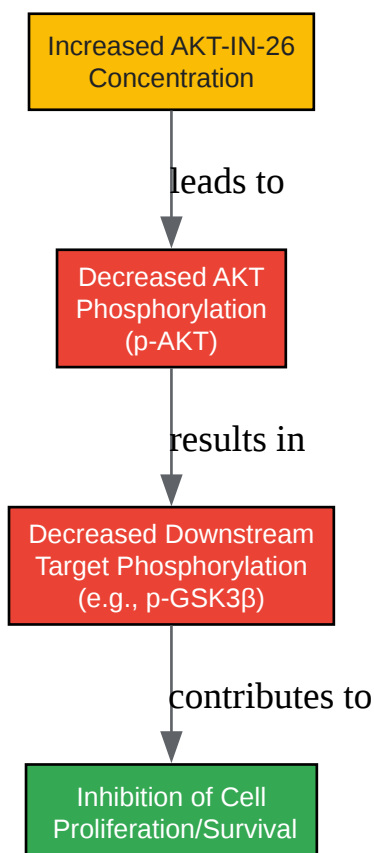 Increased AKT-IN-26
Concentration
leads to
Decreased AKT
Phosphorylation
(p-AKT)
results in
Decreased Downstream
Target Phosphorylation
(e.g., p-GSK3β)
contributes to
Inhibition of Cell
Proliferation/Survival